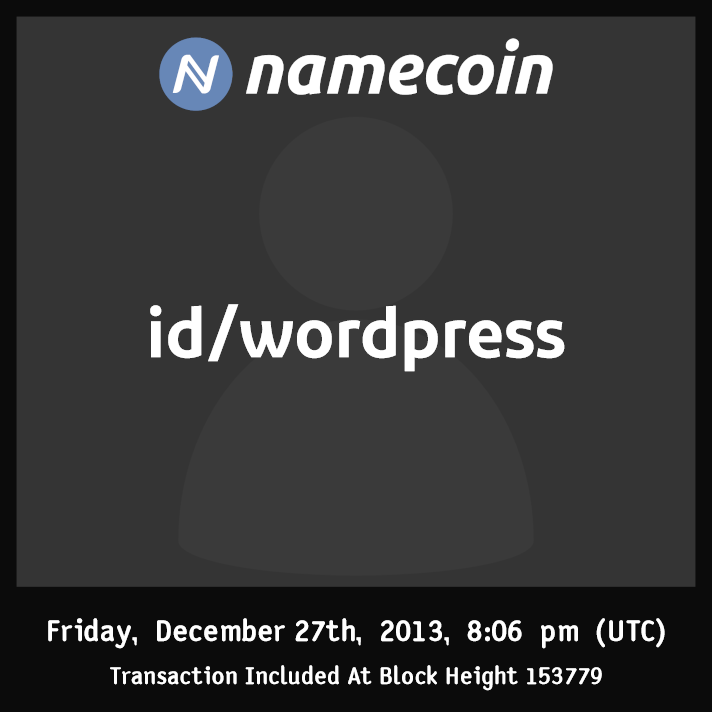 namecoin
id/wordpress
Friday, December 27th, 2013, 8:06 pm (UTC)
Transaction Included At Block Height 153779